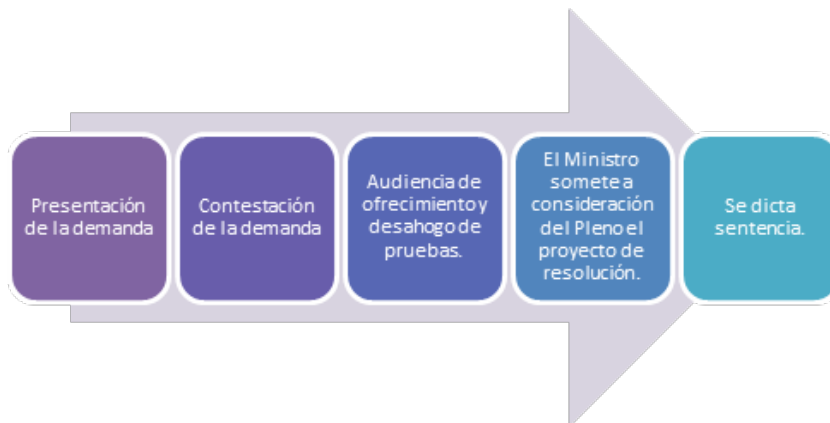 Presentación
de la demanda
Contestación
de la demanda
Audiencia de
ofrecimiento y
desahogo de
pruebas.
El Ministro
somete a
consideración
del Pleno el
proyecto de
resolución.
Se dicta
sentencia.